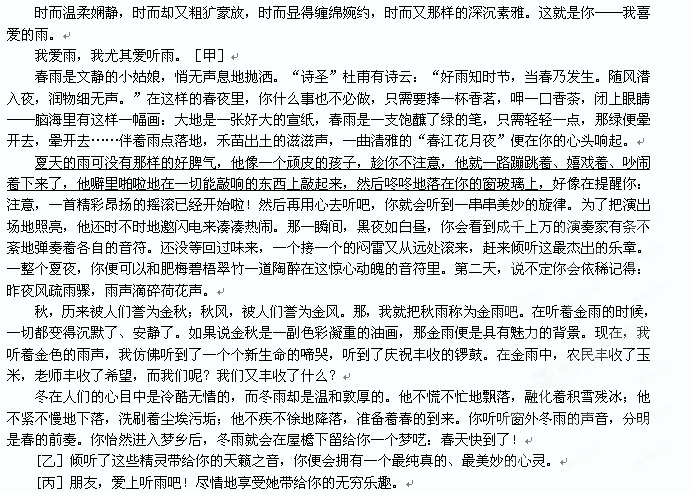 时而温柔娴静，时而却又粗犷豪放，时而显得缠绵婉约，时而又那样的深沉素雅。这就是你——我喜
爱的雨。
我爱雨，我尤其爱听雨。［甲］
春雨是文静的小姑娘，悄无声息地抛洒。“诗圣”杜甫有诗云：“好雨知时节，当春乃发生。随风潜
入夜，润物细无声。”在这样的春夜里，你什么事也不必做，只需要捧一杯香茗，呷一口香茶，闭上眼睛
——脑海里有这样一幅画：大地是一张好大的宣纸，春雨是一支饱蘸了绿的笔，只需轻轻一点，那绿便晕
开去，晕开去……伴着雨点落地，禾苗出土的滋滋声，一曲清雅的“春江花月夜”便在你的心头响起。
夏天的雨可没有那样的好脾气，他像一个顽皮的孩子，趁你不注意，他就一路蹦跳着、嬉戏着、吵闹
着下来了，他噼里啪啦地在一切能敲响的东西上敲起来，然后咚咚地落在你的窗玻璃上，好像在提醒你：
注意，一首精彩昂扬的摇滚已经开始啦！然后再用心去听吧，你就会听到一串串美妙的旋律。为了把演出
场地照亮，他还时不时地邀闪电来凑凑热闹。那一瞬间，黑夜如白昼，你会看到成千上万的演奏家有条不
紊地弹奏着各自的音符。还没等回过味来，一个接一个的闷雷又从远处滚来，赶来倾听这最杰出的乐章。
一整个夏夜，你便可以和肥梅碧梧翠竹一道陶醉在这惊心动魄的音符里。第二天，说不定你会依稀记得：
昨夜风疏雨骤，雨声滴碎荷花声。
秋，历来被人们誉为金秋；秋风，被人们誉为金风。那，我就把秋雨称为金雨吧。在听着金雨的时候，
一切都变得沉默了、安静了。如果说金秋是一副色彩凝重的油画，那金雨便是具有魅力的背景。现在，我
听着金色的雨声，我仿佛听到了一个个新生命的啼哭，听到了庆祝丰收的锣鼓。在金雨中，农民丰收了玉
米，老师丰收了希望，而我们呢？我们又丰收了什么？
冬在人们的心目中是冷酷无情的，而冬雨却是温和敦厚的。他不慌不忙地飘落，融化着积雪残冰；他
不紧不慢地下落，洗刷着尘埃污垢；他不疾不徐地降落，准备着春的到来。你听听窗外冬雨的声音，分明
是春的前奏。你怡然进入梦乡后，冬雨就会在屋檐下留给你一个梦呓：春天快到了！
［乙］倾听了这些精灵带给你的天籁之音，你便会拥有一个最纯真的、最美妙的心灵。
［丙］朋友，爱上听雨吧！尽情地享受她带给你的无穷乐趣。